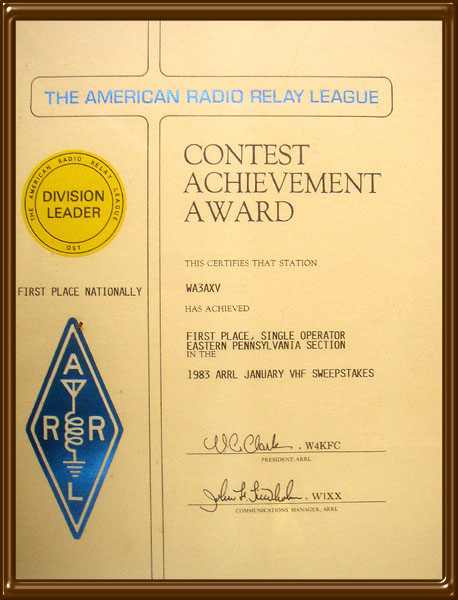 THE AMERICAN RADIO RELAY LEAGUE
CONTEST
ACHIEVEMENT
AWARD
THE AMERICAN RADIO RELAY LEAGUE
DIVISION
LEADER
QST
THIS CERTIFIES THAT STATION
FIRST PLACE NATIONALLY
WA3AXV
HAS ACHIEVED
FIRST PLACE, SINGLE OPERATOR
EASTERN PENNSYLVANIA SECTION
IN THE
1983 ARRL JANUARY VHF SWEEPSTAKES
A
R R
L
W4KFC
PRESIDENT, ARRL
W1XX
COMMUNICATIONS MANAGER, ARRL